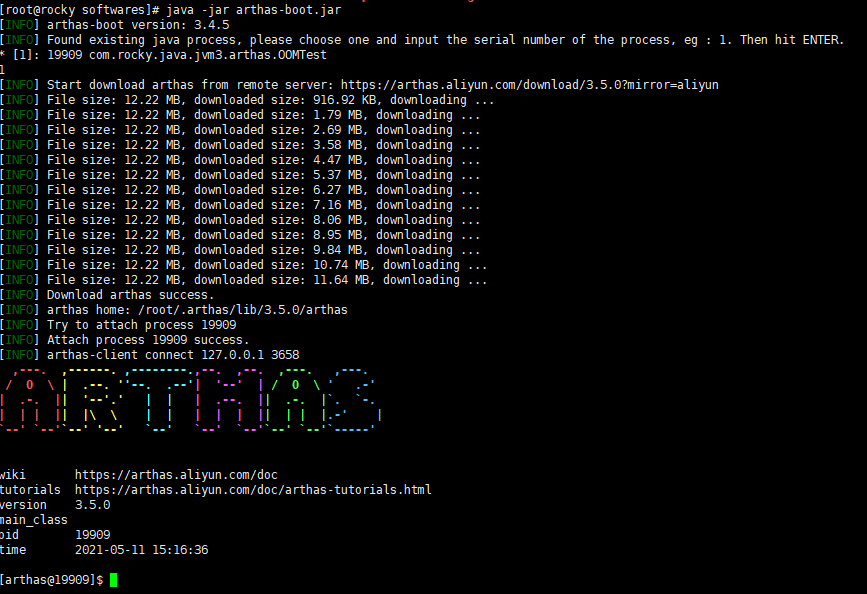 [root@rocky softwares]# java -jar arthas-boot.jar
[INFO] arthas-boot version: 3.4.5
[INFO] Found existing java process, please choose one and input the serial number of the process, eg : 1. Then hit ENTER.
* [1]: 19909 com.rocky.java.jvm3.arthas.OOMTest
1
[INFO] Start download arthas from remote server: https://arthas.aliyun.com/download/3.5.0?mirror=aliyun
[INFO] File size: 12.22 MB, downloaded size: 916.92 KB, downloading ...
[INFO] File size: 12.22 MB, downloaded size: 1.79 MB, downloading ...
[INFO] File size: 12.22 MB, downloaded size: 2.69 MB, downloading ...
[INFO] File size: 12.22 MB, downloaded size: 3.58 MB, downloading ...
[INFO] File size: 12.22 MB, downloaded size: 4.47 MB, downloading ...
[INFO] File size: 12.22 MB, downloaded size: 5.37 MB, downloading ...
[INFO] File size: 12.22 MB, downloaded size: 6.27 MB, downloading ...
[INFO] File size: 12.22 MB, downloaded size: 7.16 MB, downloading ...
[INFO] File size: 12.22 MB, downloaded size: 8.06 MB, downloading ...
[INFO] File size: 12.22 MB, downloaded size: 8.95 MB, downloading ...
[INFO] File size: 12.22 MB, downloaded size: 9.84 MB, downloading ...
[INFO] File size: 12.22 MB, downloaded size: 10.74 MB, downloading ...
[INFO] File size: 12.22 MB, downloaded size: 11.64 MB, downloading ...
[INFO] Download arthas success.
[INFO] arthas home: /root/.arthas/lib/3.5.0/arthas
[INFO] Try to attach process 19909
[INFO] Attach process 19909 success.
[INFO] arthas-client connect 127.0.0.1 3658
ARTHAS
wiki https://arthas.aliyun.com/doc
tutorials https://arthas.aliyun.com/doc/arthas-tutorials.html
version 3.5.0
main_class
pid 19909
time 2021-05-11 15:16:36
[arthas@19909]$